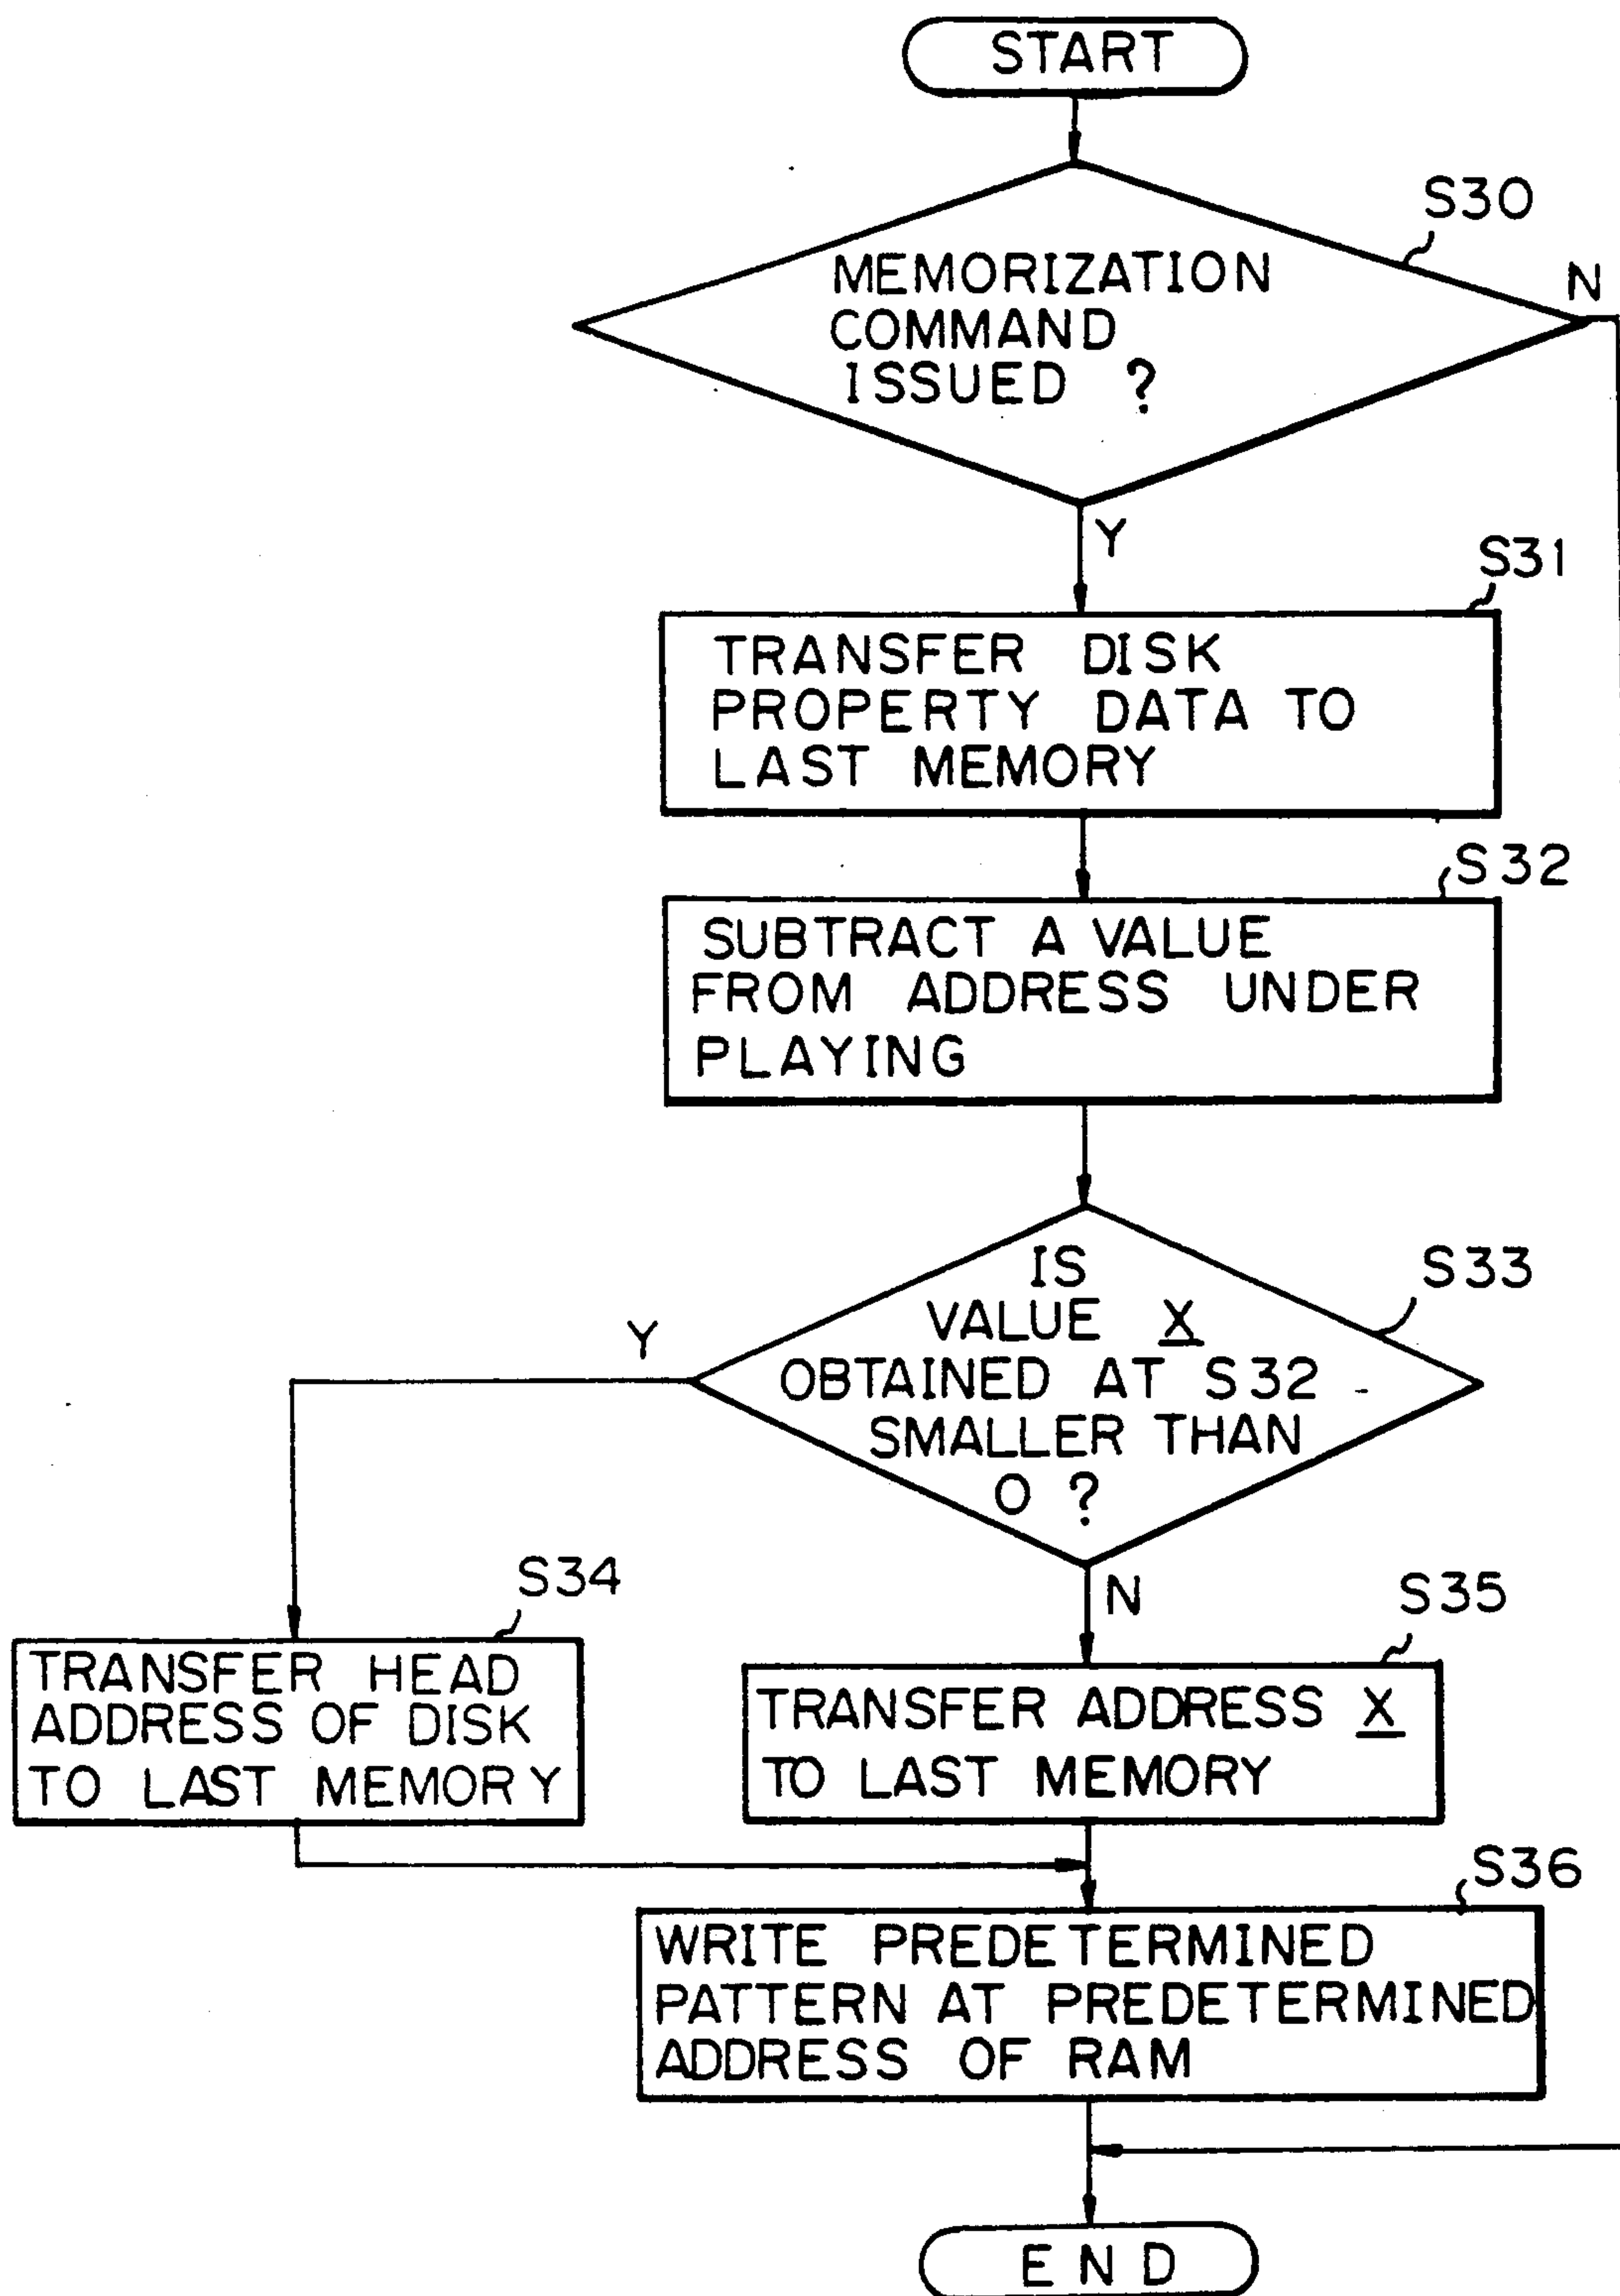 START
S30
MEMORIZATION
COMMAND
ISSUED ?
N
Y
S31
TRANSFER DISK
PROPERTY DATA TO
LAST MEMORY
S32
SUBTRACT A VALUE
FROM ADDRESS UNDER
PLAYING
S33
IS
VALUE X
OBTAINED AT S32
SMALLER THAN
0 ?
Y
N
S34
TRANSFER HEAD
ADDRESS OF DISK
TO LAST MEMORY
S35
TRANSFER ADDRESS X
TO LAST MEMORY
S36
WRITE PREDETERMINED
PATTERN AT PREDETERMINED
ADDRESS OF RAM
END